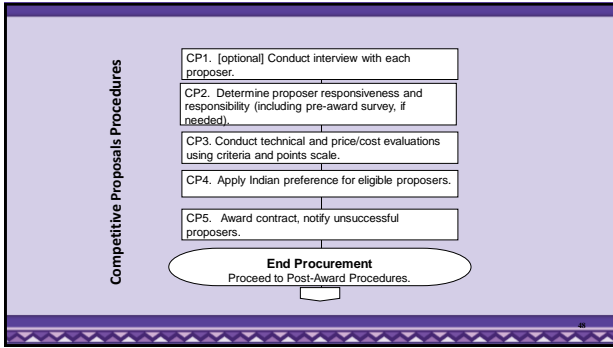 Competitive Proposals Procedures
CP1. [optional] Conduct interview with each
proposer.
CP2. Determine proposer responsiveness and
responsibility (including pre-award survey, if
needed).
CP3. Conduct technical and price/cost evaluations
using criteria and points scale.
CP4. Apply Indian preference for eligible proposers.
CP5. Award contract, notify unsuccessful
proposers.
End Procurement
Proceed to Post-Award Procedures.
48